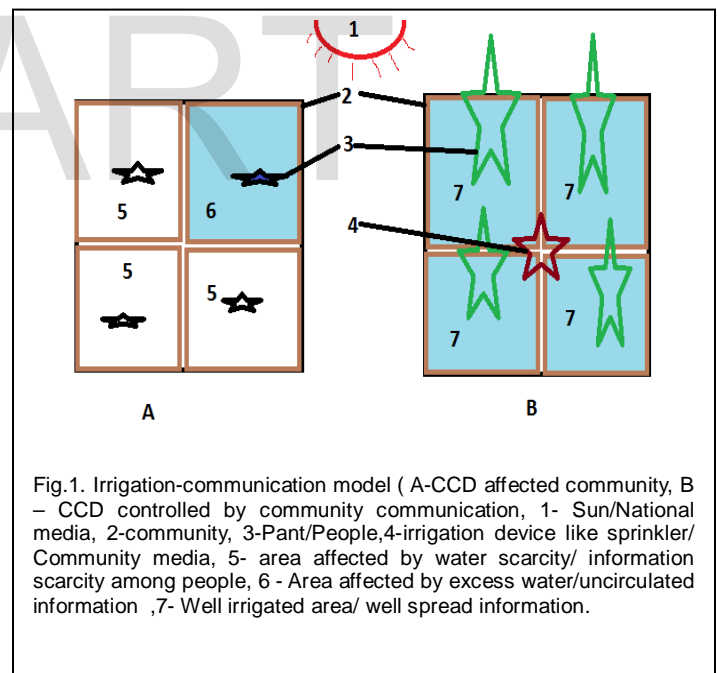 ART
1
2
3
5
6
4
7
7
5
5
7
7
A
B
Fig.1. Irrigation-communication model ( A-CCD affected community, B
– CCD controlled by community communication, 1- Sun/National
media, 2-community, 3-Pant/People,4-irrigation device like sprinkler/
Community media, 5- area affected by water scarcity/ information
scarcity among people, 6 - Area affected by excess water/uncirculated
information ,7- Well irrigated area/ well spread information.